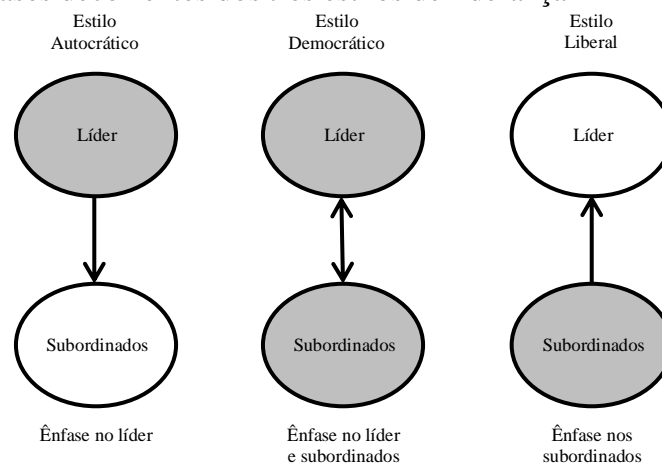 Estilo
Autocrático
Estilo
Democrático
Estilo
Liberal
Líder
Líder
Líder
Subordinados
Subordinados
Subordinados
Ênfase no líder
Ênfase no líder
e subordinados
Ênfase nos
subordinados